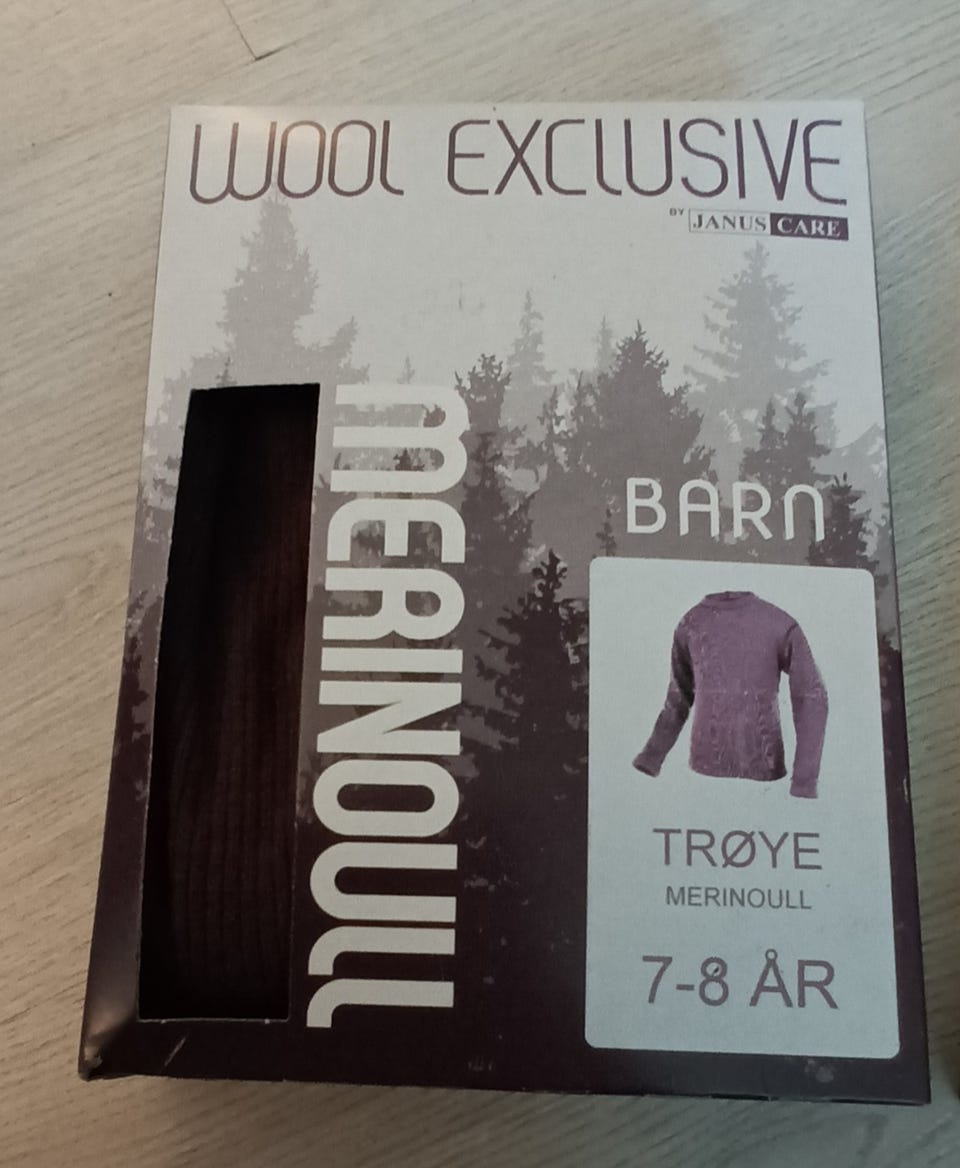 WOOL EXCLUSIVE
BY JANUS CARE
MERINOULL
BARN
TRØYE
MERINOULL
7-8 ÅR